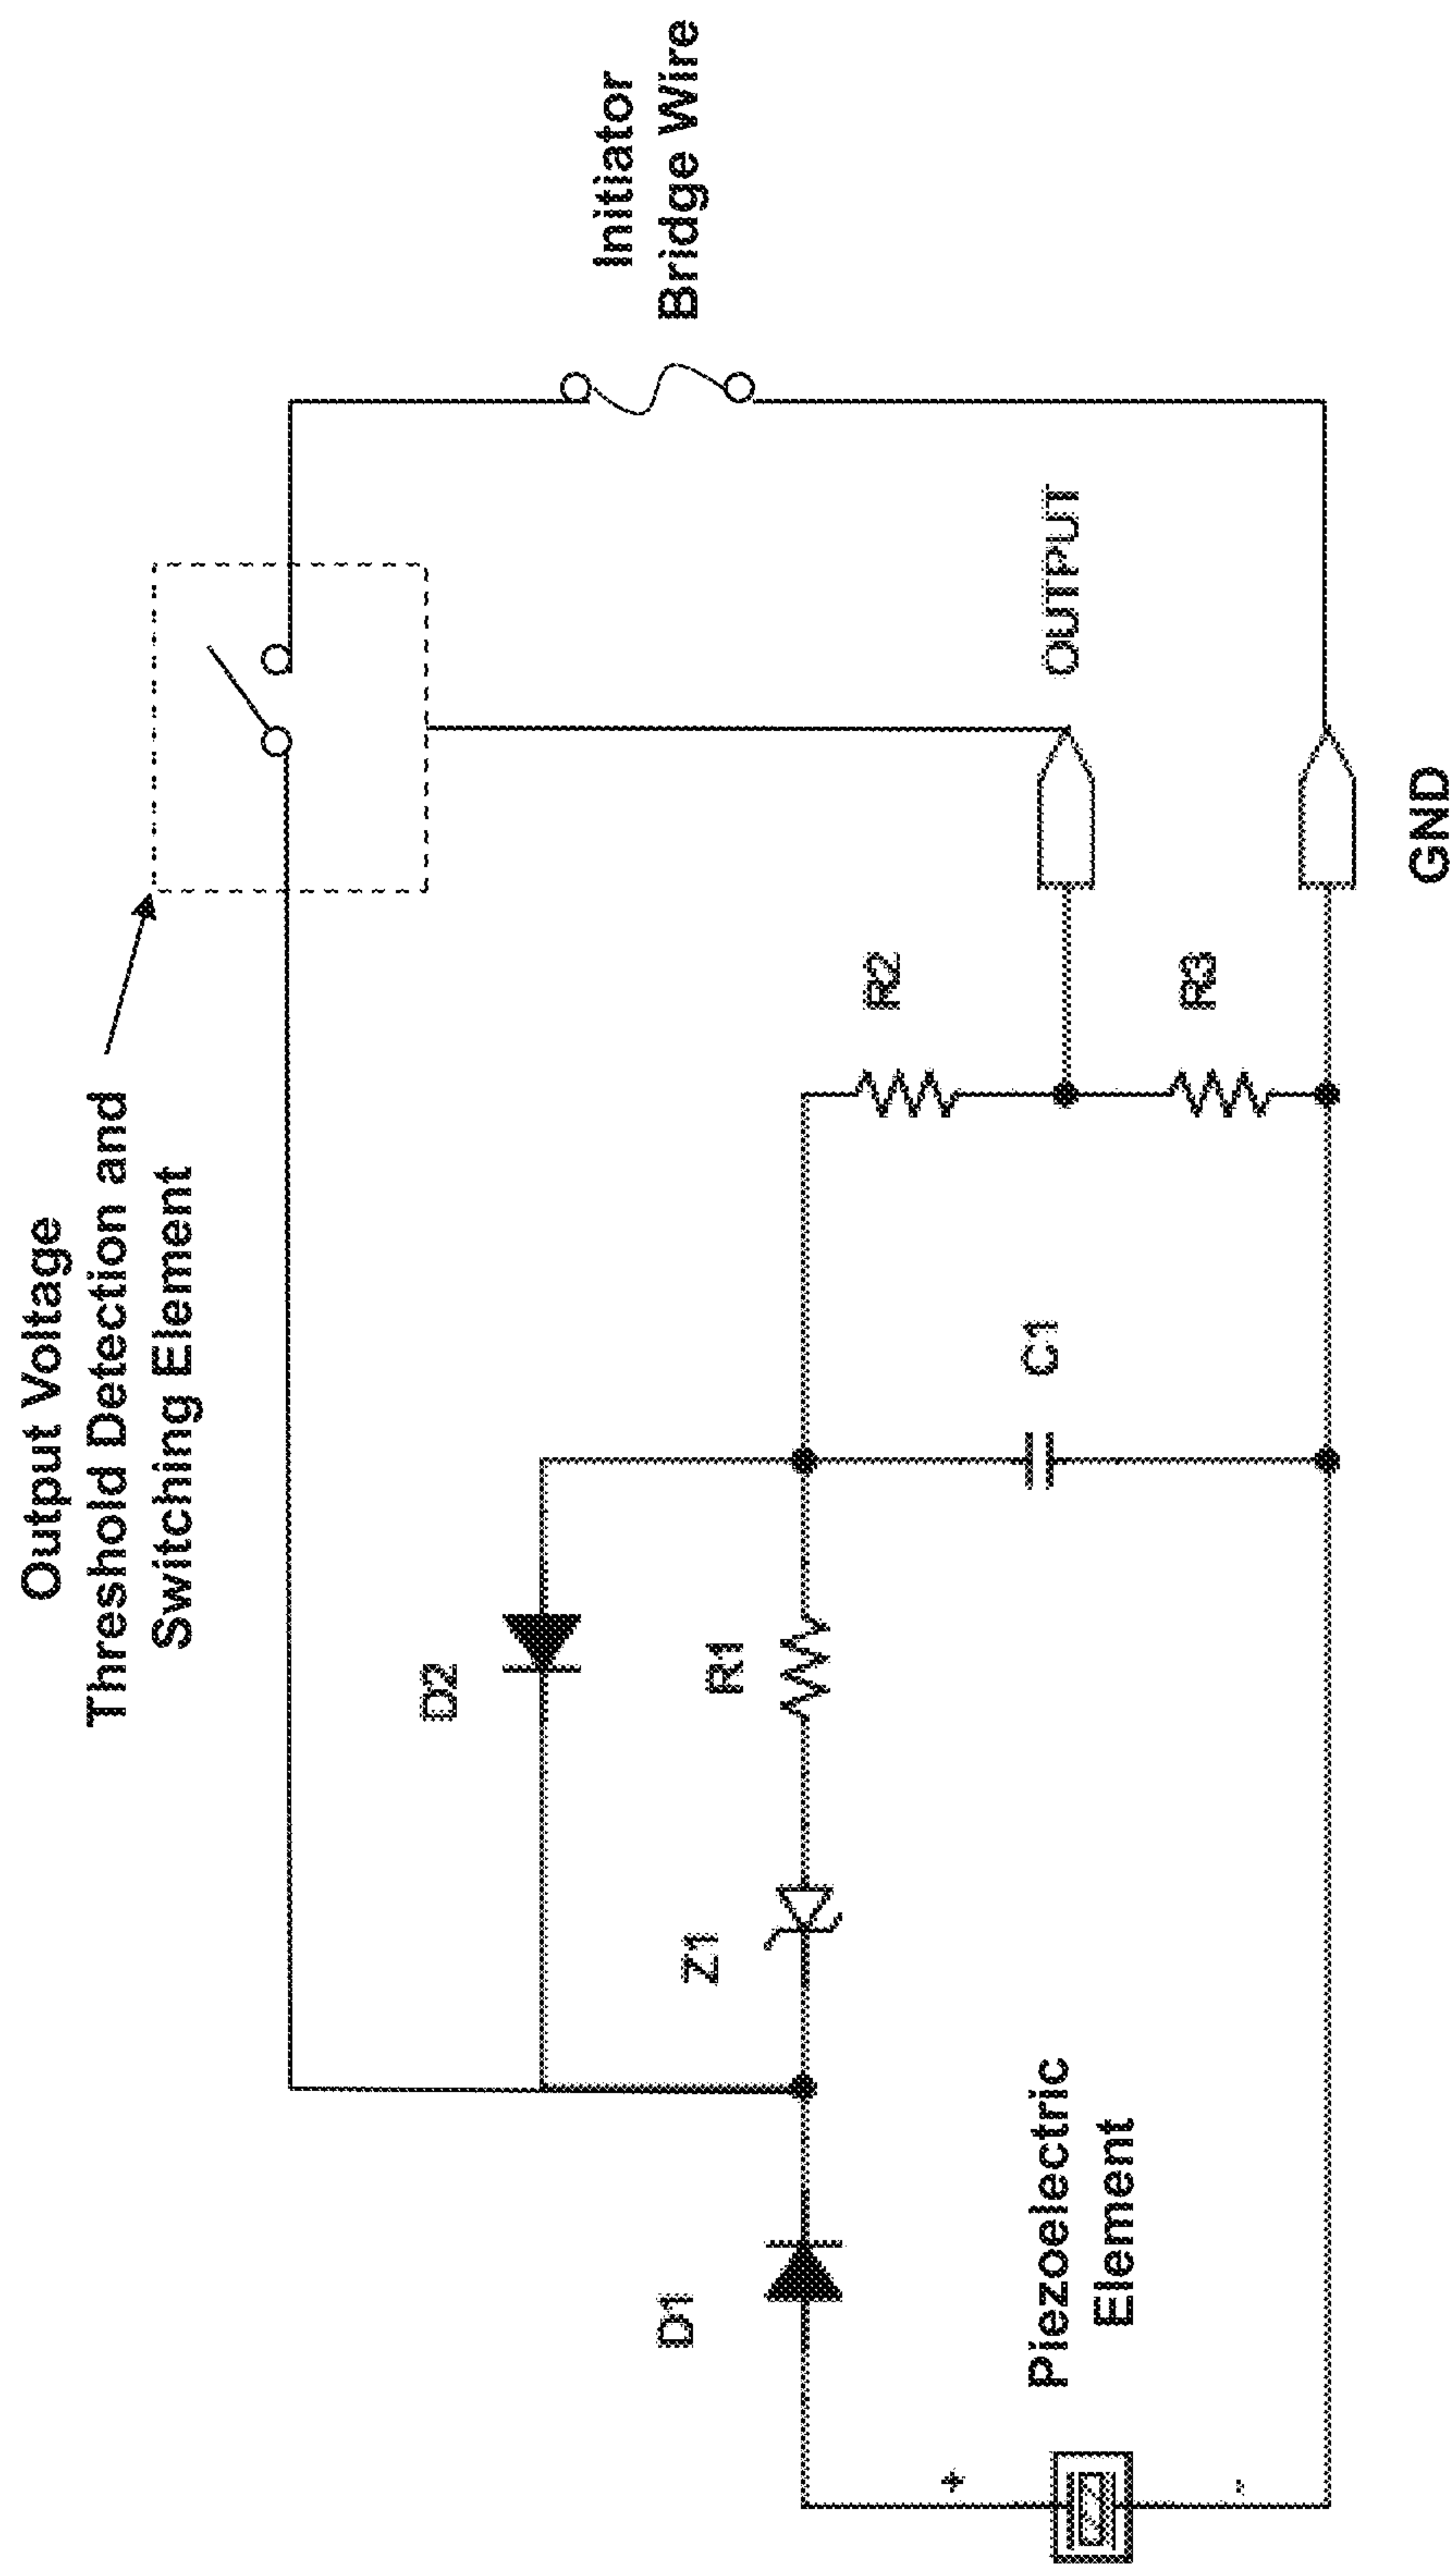 Output Voltage
Threshold Detection and
Switching Element
Initiator
Bridge Wire
D2
R1
Z1
D1
R2
C1
OUTPUT
R3
Piezoelectric
Element
+
-
GND